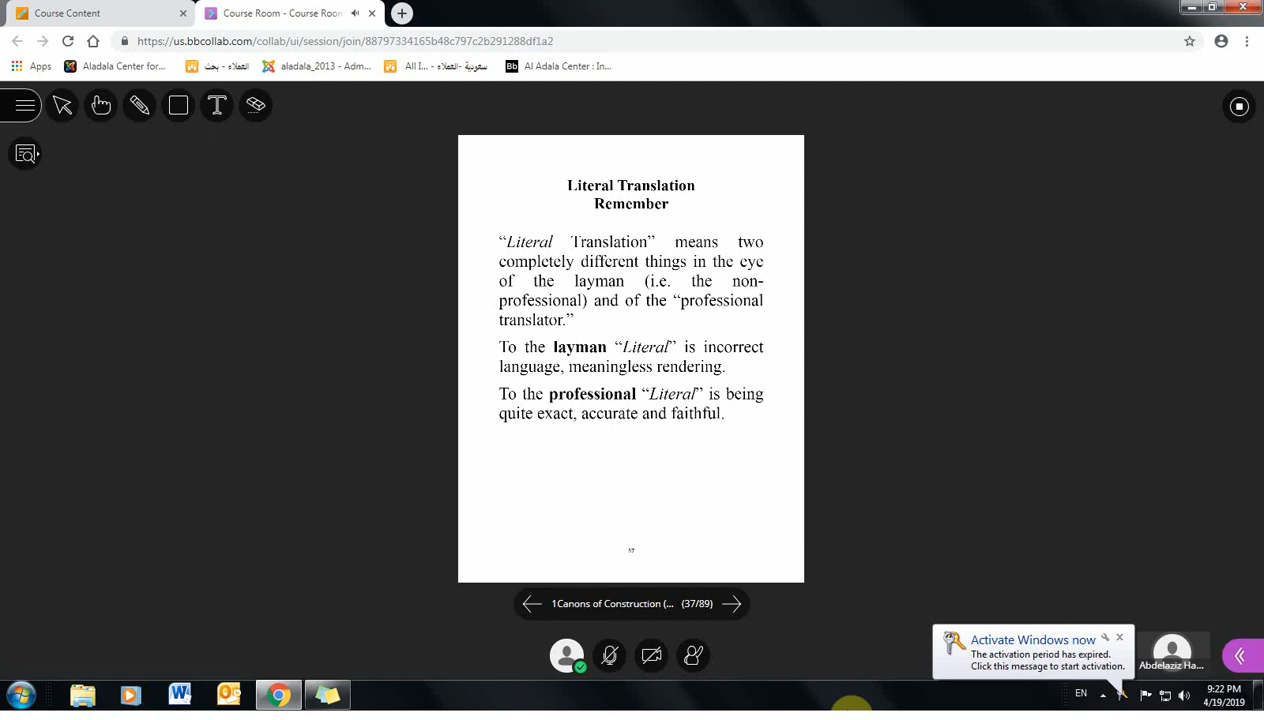 Course Content
Course Room - Course Room
https://us.bbcollab.com/collab/ui/session/join/88797334165b48c797c2b291288df1a2
Apps
Aladala Center for...
العملاء - بحث
aladala_2013 - Adm...
All I... - سعودية -العملاء
Al Adala Center : In...
Literal Translation
Remember
“Literal Translation” means two
completely different things in the eye
of the layman (i.e. the non-
professional) and of the “professional
translator.”
To the layman “Literal” is incorrect
language, meaningless rendering.
To the professional “Literal” is being
quite exact, accurate and faithful.
٣٧
1Canons of Construction (... (37/89)
Activate Windows now
The activation period has expired.
Click this message to start activation.
Abdelaziz Ha...
EN
9:22 PM
4/19/2019